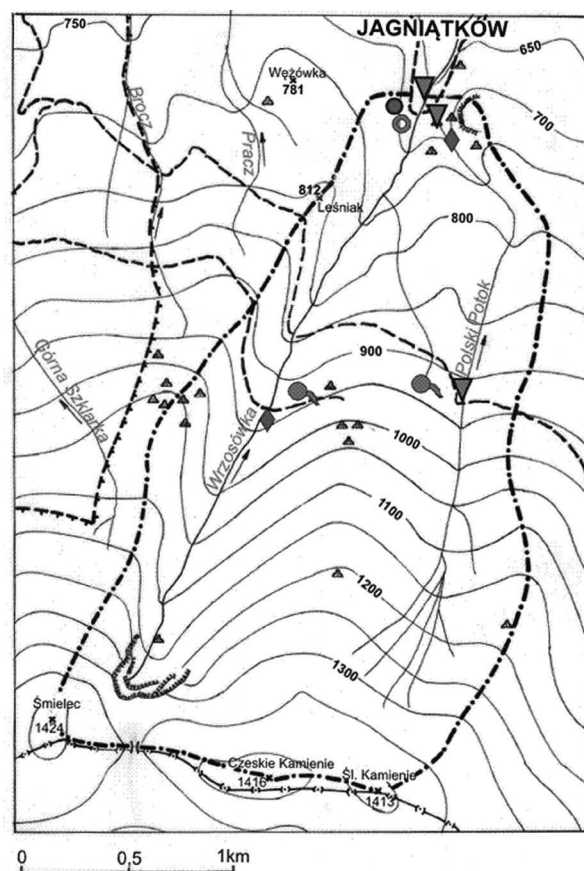 JAGNIĄTKÓW
750
650
Wężówka
781
Brocz
700
Pracz
812
Leśniak
800
Polski Potok
900
Górna Szklarka
Wrzosówka
1000
1100
1200
1300
Śmielec
1424
Czeskie Kamienie
1416
Śl. Kamienie
1413
0 0,5 1km